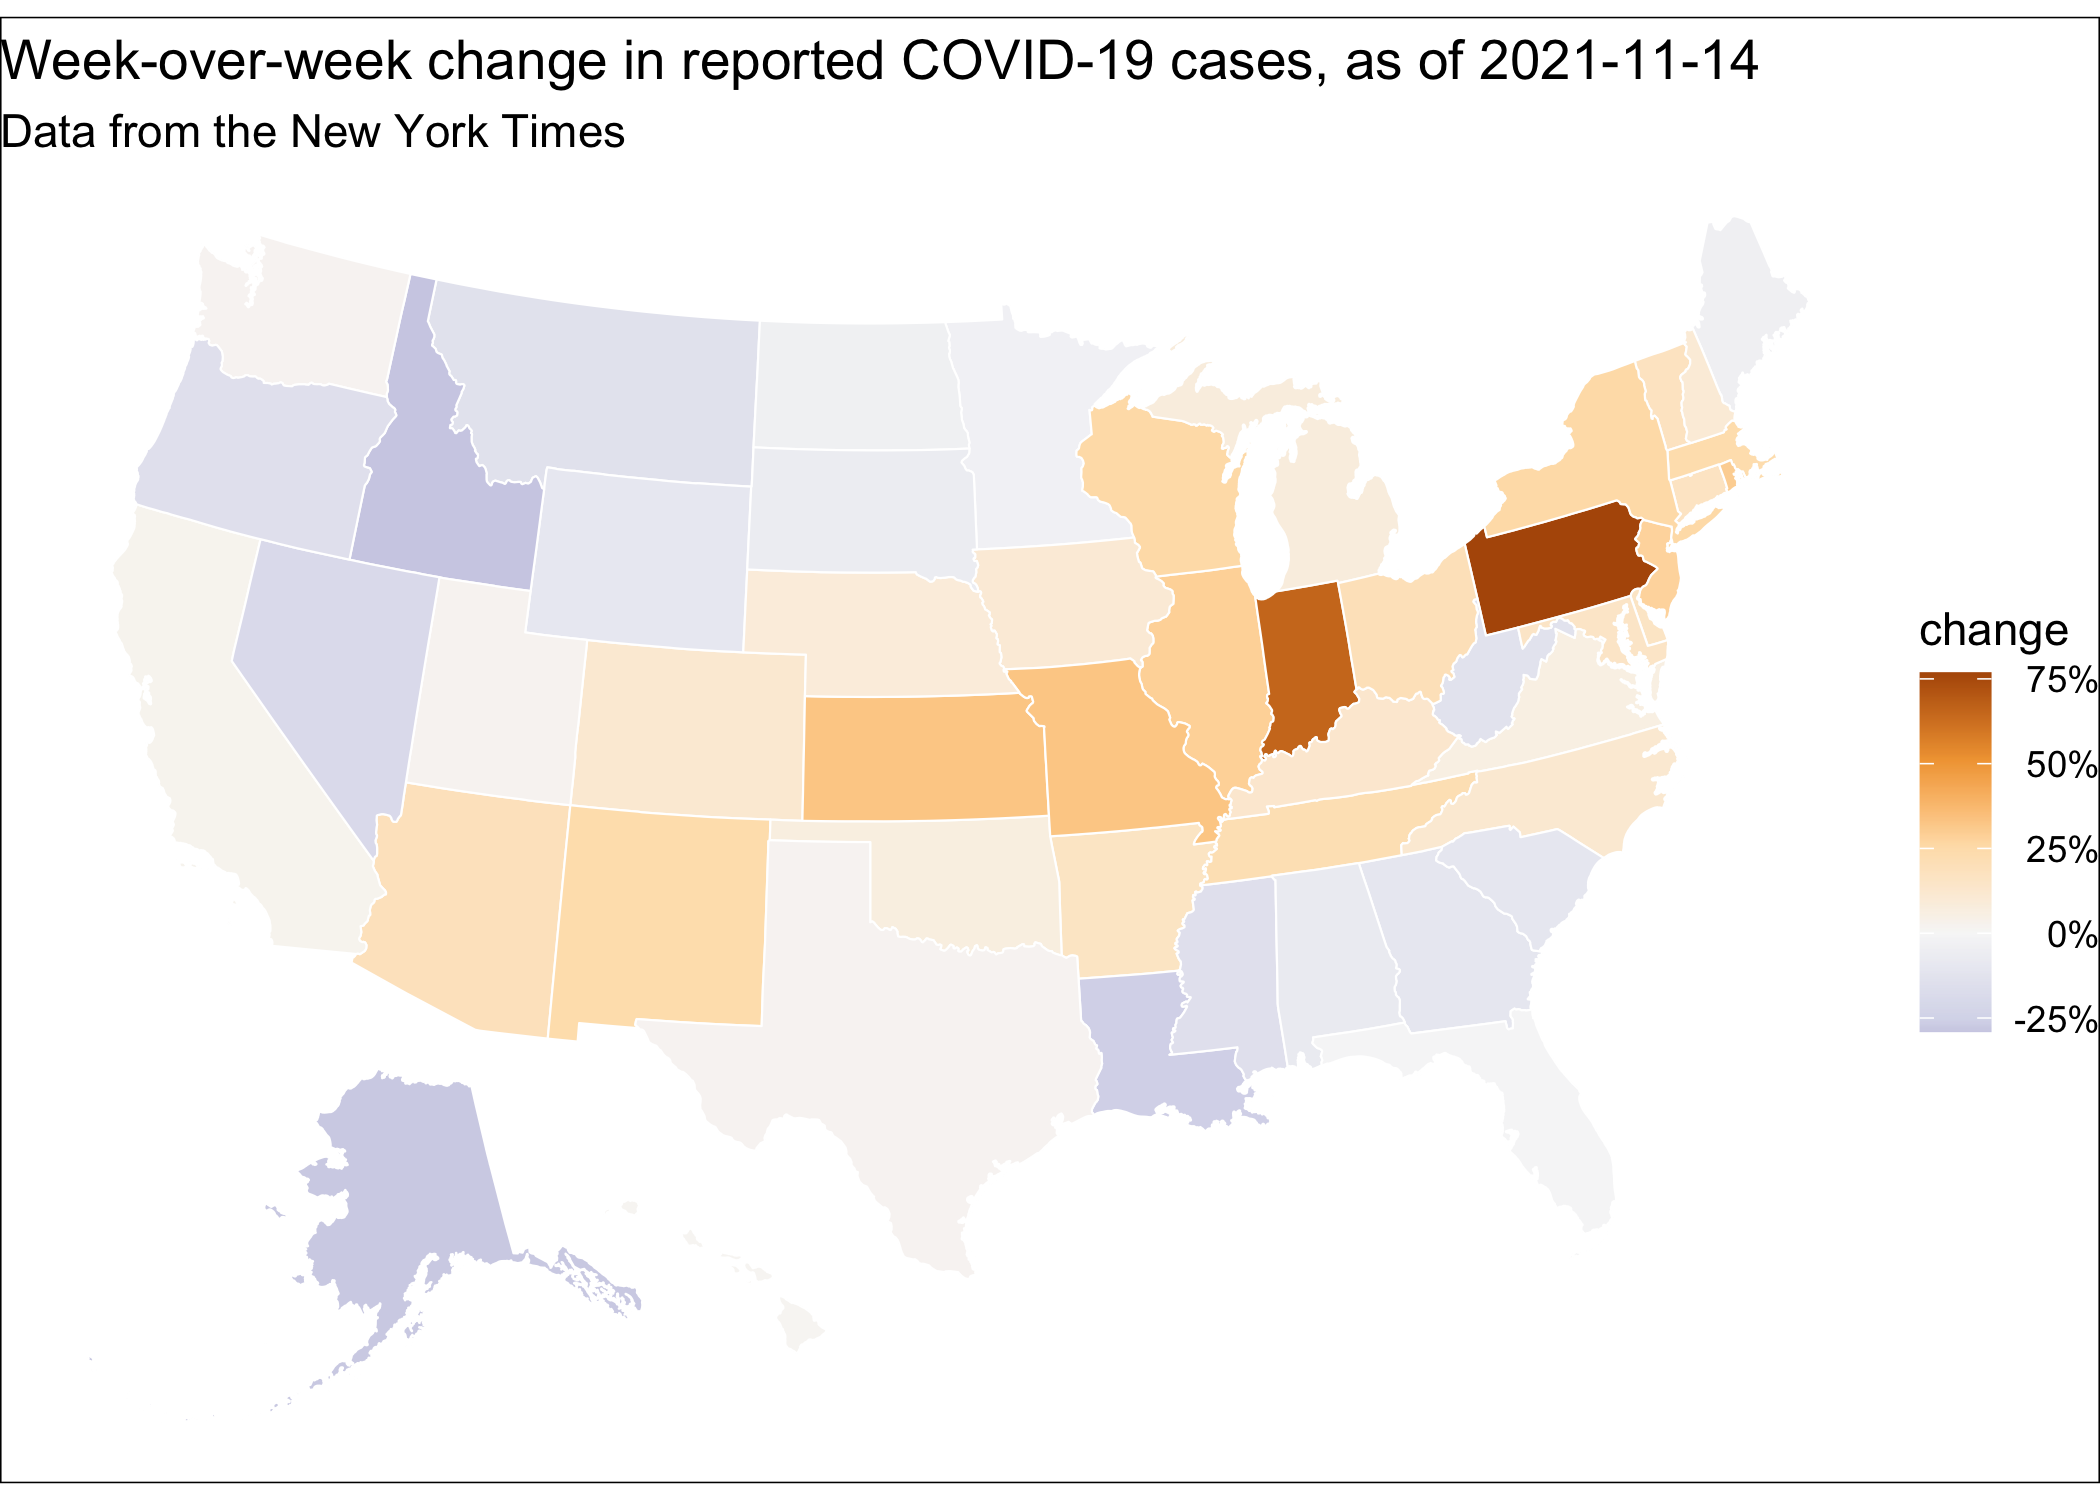 Week-over-week change in reported COVID-19 cases, as of 2021-11-14
Data from the New York Times
change
75%
50%
25%
0%
-25%